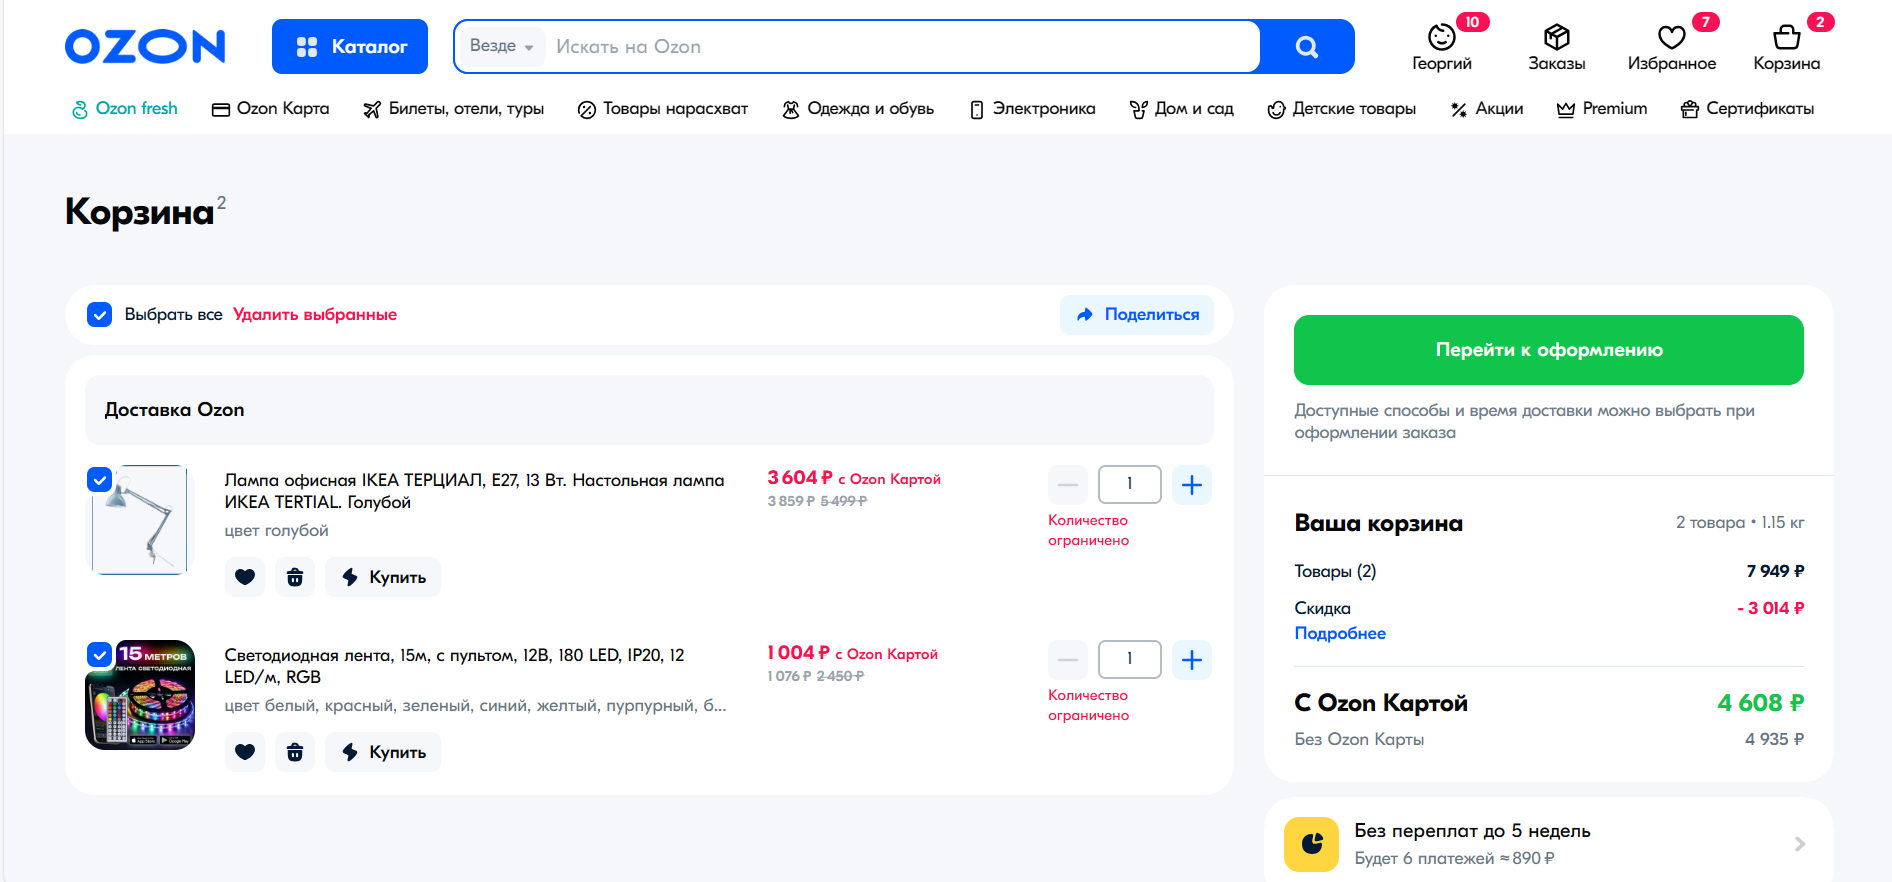 OZON
Каталог
Везде
Искать на Ozon
10
Георгий
Заказы
7
Избранное
2
Корзина
Ozon fresh
Ozon Карта
Билеты, отели, туры
Товары нарасхват
Одежда и обувь
Электроника
Дом и сад
Детские товары
Акции
Premium
Сертификаты
Корзина 2
Выбрать все
Удалить выбранные
Поделиться
Доставка Ozon
Лампа офисная IKEA ТЕРЦИАЛ, E27, 13 Вт. Настольная лампа
ИКЕА TERTIAL. Голубой
цвет голубой
Купить
3 604 ₽ с Ozon Картой
3 859 ₽ 5 499 ₽
1
Количество
ограничено
15 МЕТРОВ
ЛЕНТА СВЕТОДИОДНАЯ
App Store
Google Play
Светодиодная лента, 15м, с пультом, 12В, 180 LED, IP20, 12
LED/м, RGB
цвет белый, красный, зеленый, синий, желтый, пурпурный, б...
Купить
1 004 ₽ с Ozon Картой
1 076 ₽ 2 450 ₽
1
Количество
ограничено
Перейти к оформлению
Доступные способы и время доставки можно выбрать при
оформлении заказа
Ваша корзина
2 товара • 1.15 кг
Товары (2)
7 949 ₽
Скидка
- 3 014 ₽
Подробнее
С Ozon Картой
4 608 ₽
Без Ozon Карты
4 935 ₽
Без переплат до 5 недель
Будет 6 платежей ≈ 890 ₽